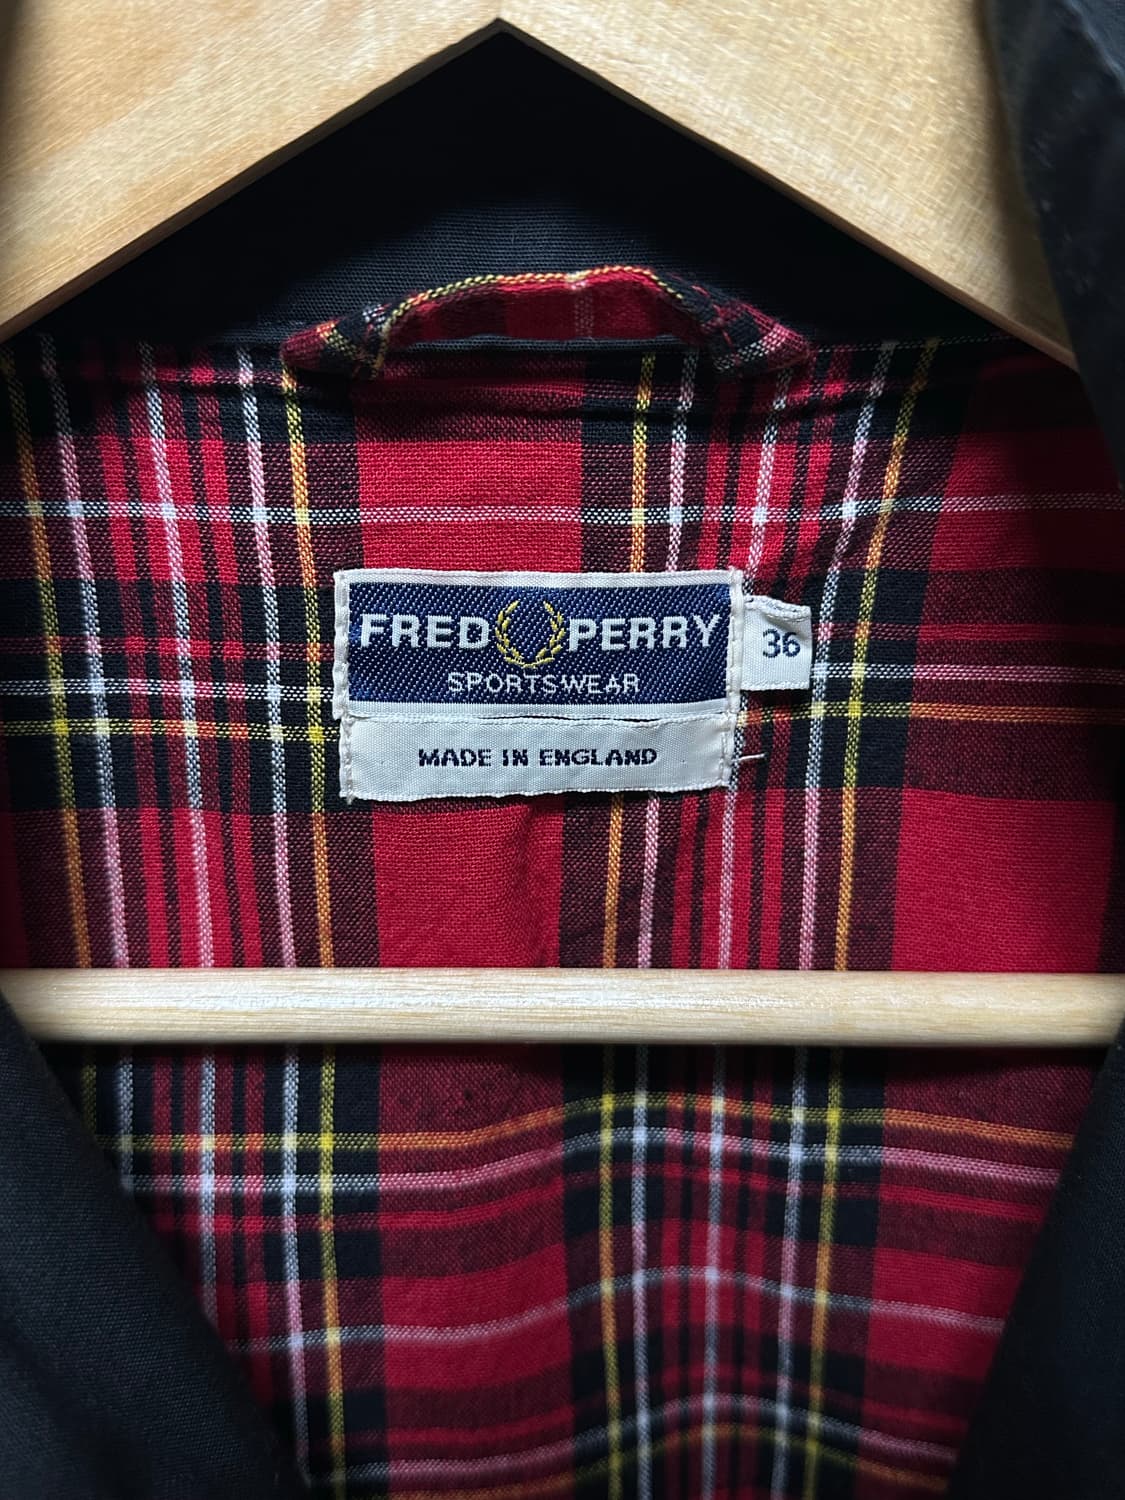 FRED PERRY
SPORTSWEAR
36
MADE IN ENGLAND